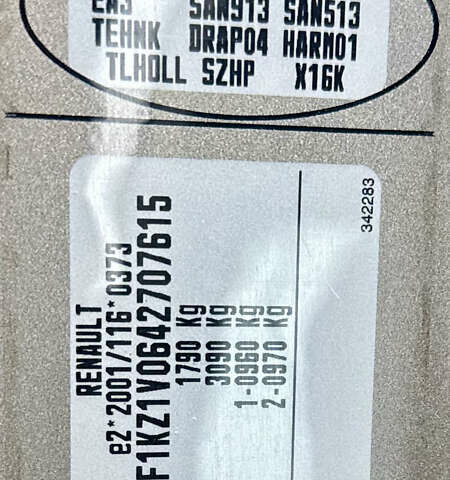 SAN913 SAN513
TEHNK DRAP04 HARM01
TLHOLL SZHP X16K
RENAULT
e2*2001/116*0373
F1KZ1V0642707615
1790 Kg
3090 Kg
1-0960 Kg
2-0970 Kg
342283